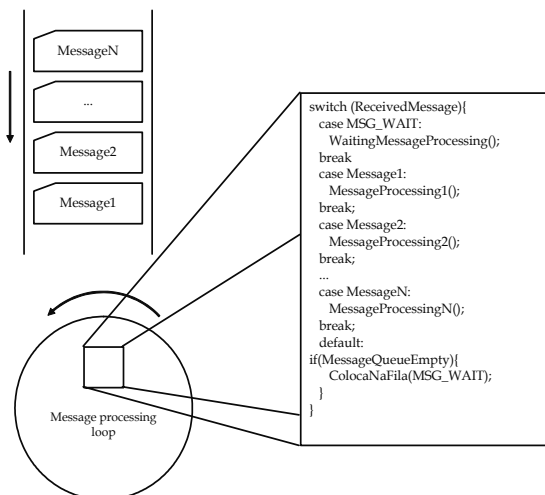 MessageN
...
Message2
Message1
Message processing
loop
switch (ReceivedMessage){
case MSG_WAIT:
WaitingMessageProcessing();
break
case Message1:
MessageProcessing1();
break;
case Message2:
MessageProcessing2();
break;
...
case MessageN:
MessageProcessingN();
break;
default:
if(MessageQueueEmpty){
ColocaNaFila(MSG_WAIT);
}
}